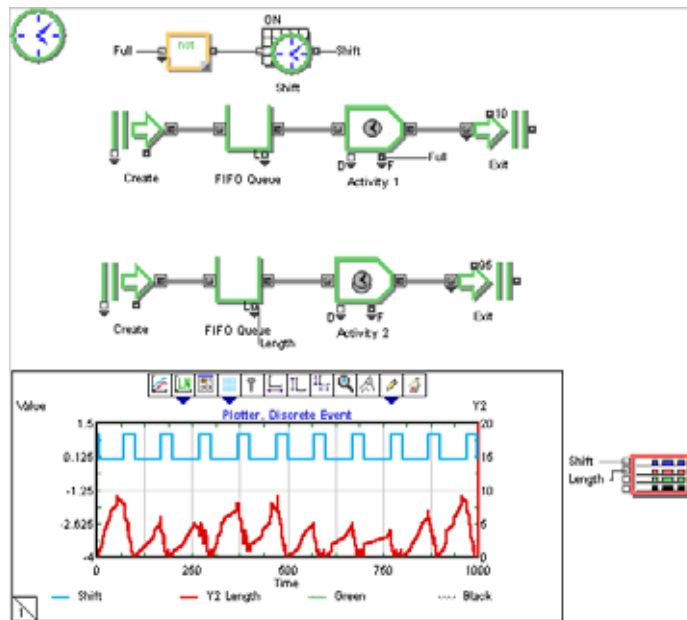 ON
Full
not
Shift
Shift
10
L
D
F
Full
Create
FIFO Queue
Activity 1
Exit
95
L
D
F
Create
FIFO Queue
Activity 2
Exit
Length
Value
Plotter, Discrete Event
Y2
1.5
0.125
-1.25
-2.625
-4
20
15
10
5
0
0
250
500
750
1000
Time
Shift
Y2 Length
Green
Black
1
Shift
Length